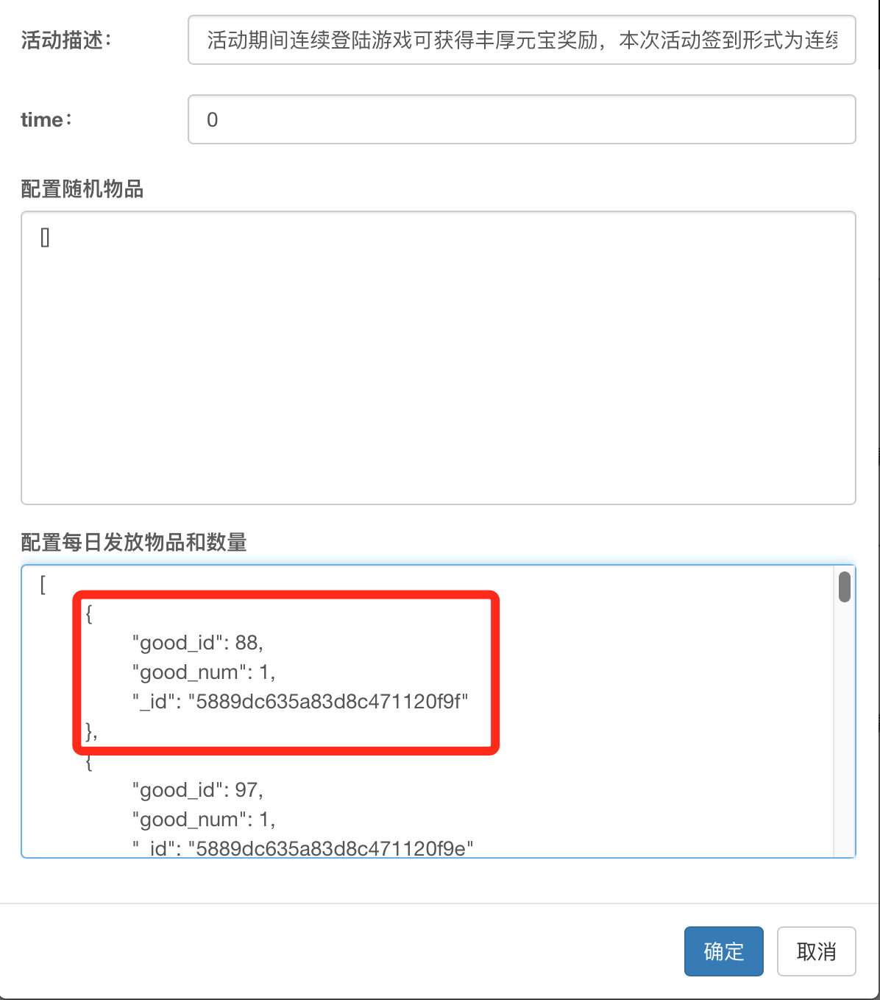 活动描述：
活动期间连续登陆游戏可获得丰厚元宝奖励，本次活动签到形式为连
time：
0
配置随机物品
[]
配置每日发放物品和数量
[
{
"good_id": 88,
"good_num": 1,
"_id": "5889dc635a83d8c471120f9f"
},
{
"good_id": 97,
"good_num": 1,
"_id": "5889dc635a83d8c471120f9e"
确定
取消